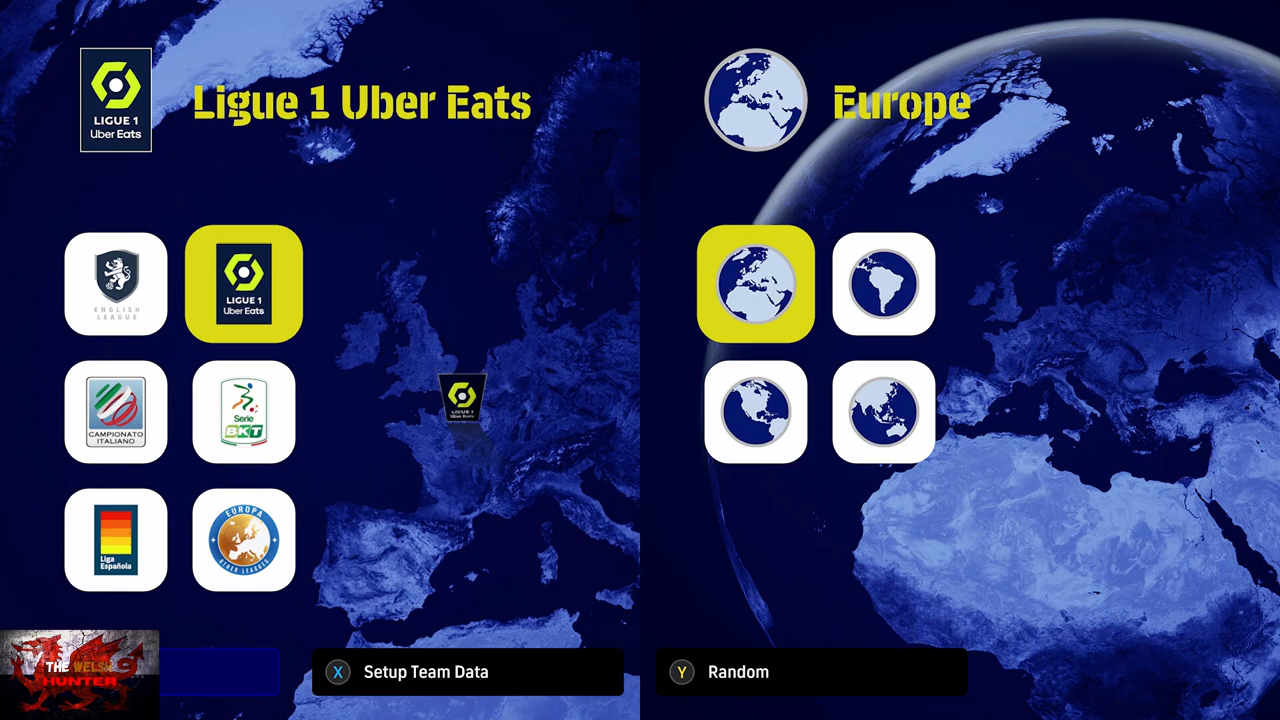 LIGUE 1
Uber Eats
Ligue 1 Uber Eats
Europe
ENGLISH
LEAGUE
LIGUE 1
Uber Eats
LIGUE 1
Uber Eats
CAMPIONATO
ITALIANO
Serie
BKT
Liga
Española
EUROPA
OTHER LEAGUES
THE WELSH
HUNTER
X Setup Team Data
Y Random